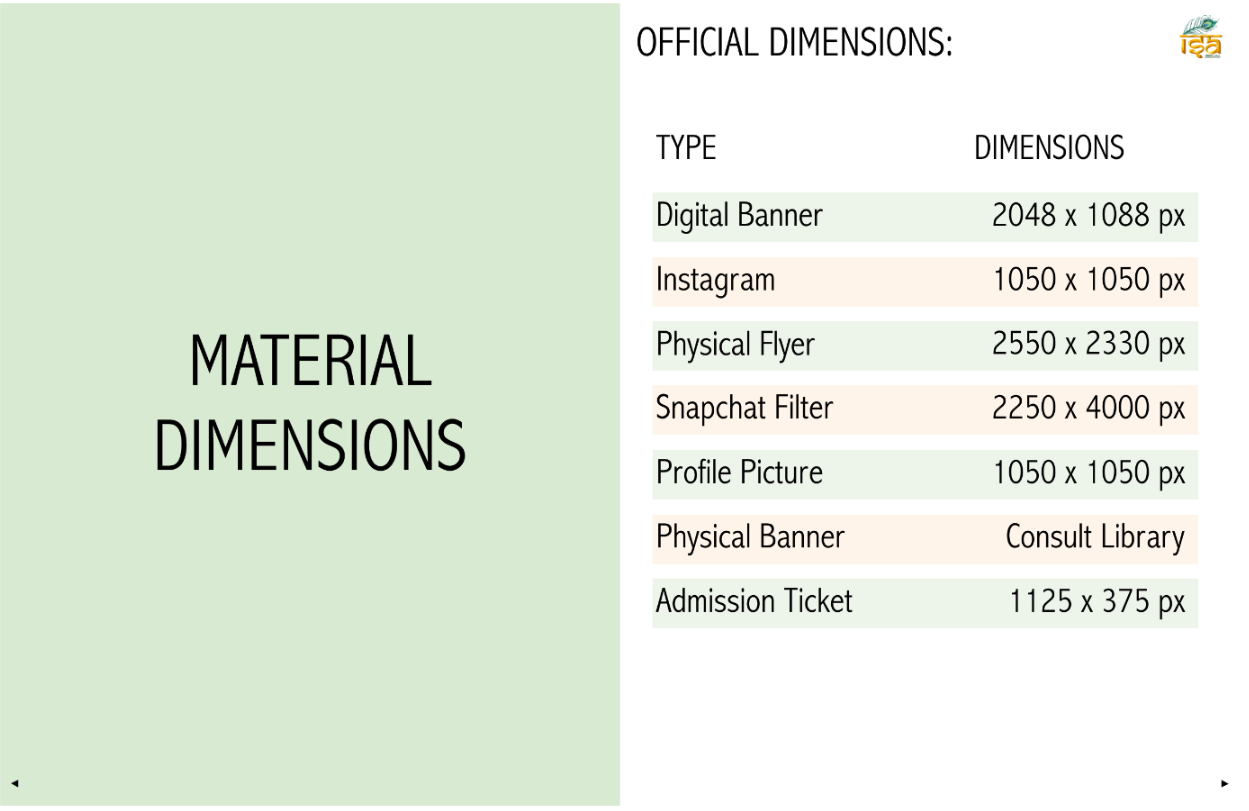 MATERIAL
DIMENSIONS
OFFICIAL DIMENSIONS:
isa
TYPE DIMENSIONS
Digital Banner 2048 x 1088 px
Instagram 1050 x 1050 px
Physical Flyer 2550 x 2330 px
Snapchat Filter 2250 x 4000 px
Profile Picture 1050 x 1050 px
Physical Banner Consult Library
Admission Ticket 1125 x 375 px